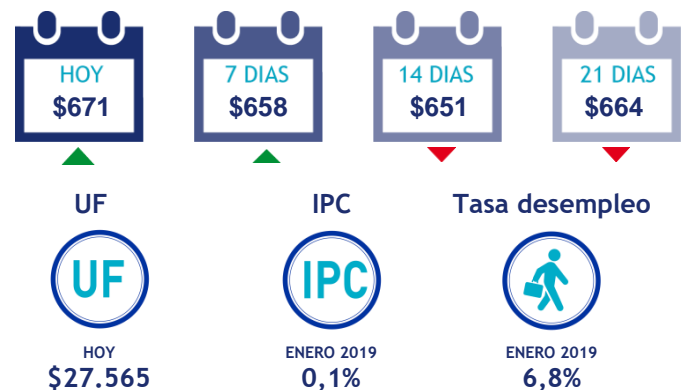 HOY 7 DIAS 14 DIAS 21 DIAS
$671 $658 $651 $664
UF IPC Tasa desempleo
UF IPC
HOY ENERO 2019 ENERO 2019
$27.565 0,1% 6,8%